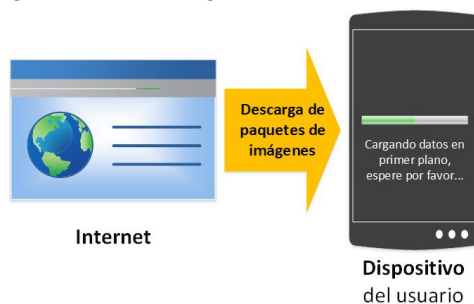 Descarga de
paquetes de
imágenes
Cargando datos en
primer plano,
espere por favor...
Internet
Dispositivo
del usuario